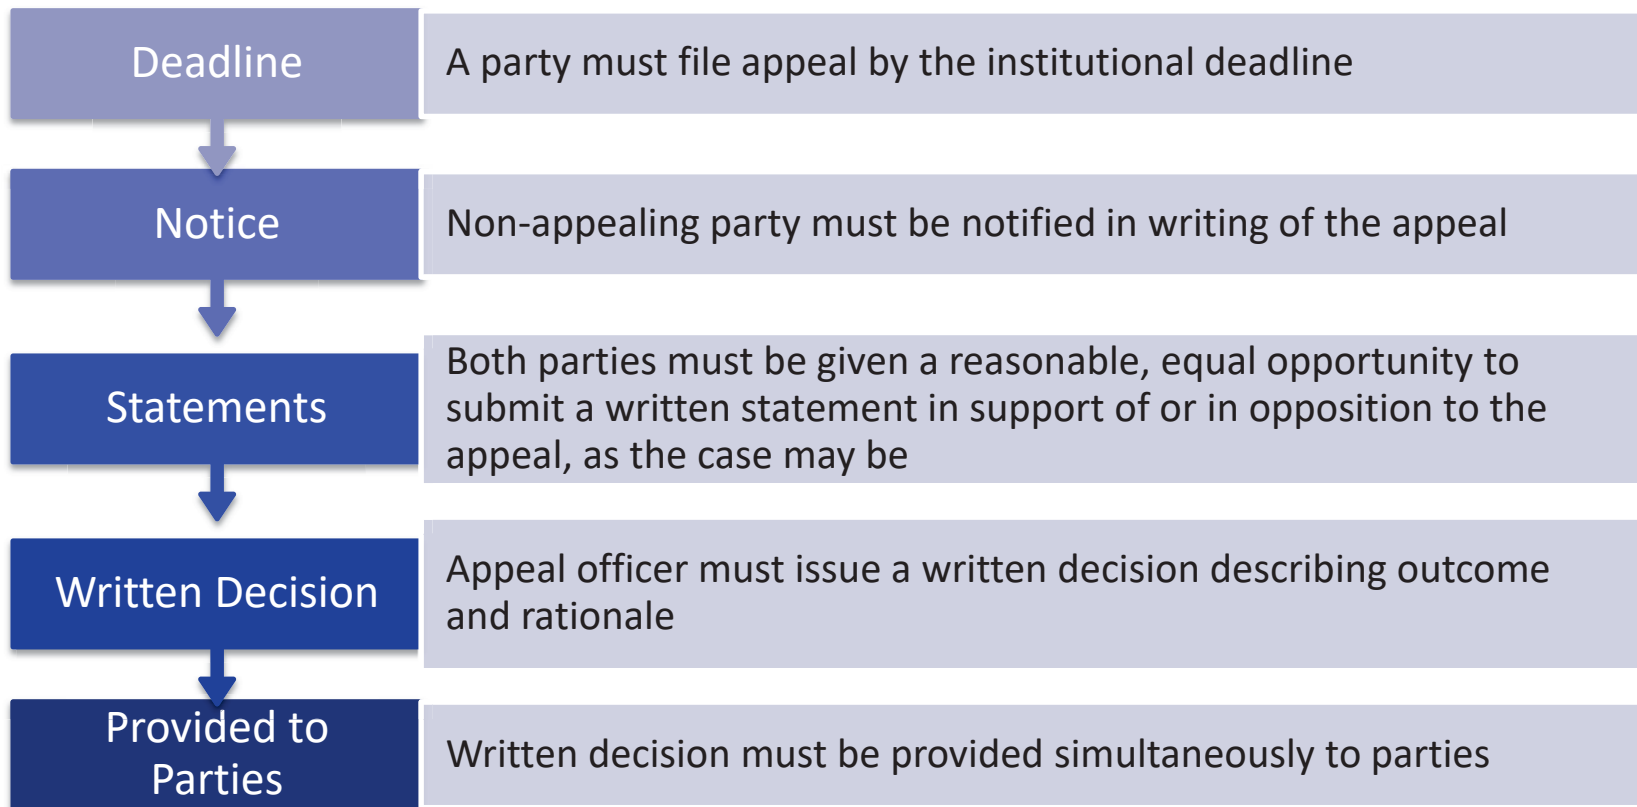 Deadline
A party must file appeal by the institutional deadline
Notice
Non-appealing party must be notified in writing of the appeal
Statements
Both parties must be given a reasonable, equal opportunity to
submit a written statement in support of or in opposition to the
appeal, as the case may be
Written Decision
Appeal officer must issue a written decision describing outcome
and rationale
Provided to
Parties
Written decision must be provided simultaneously to parties